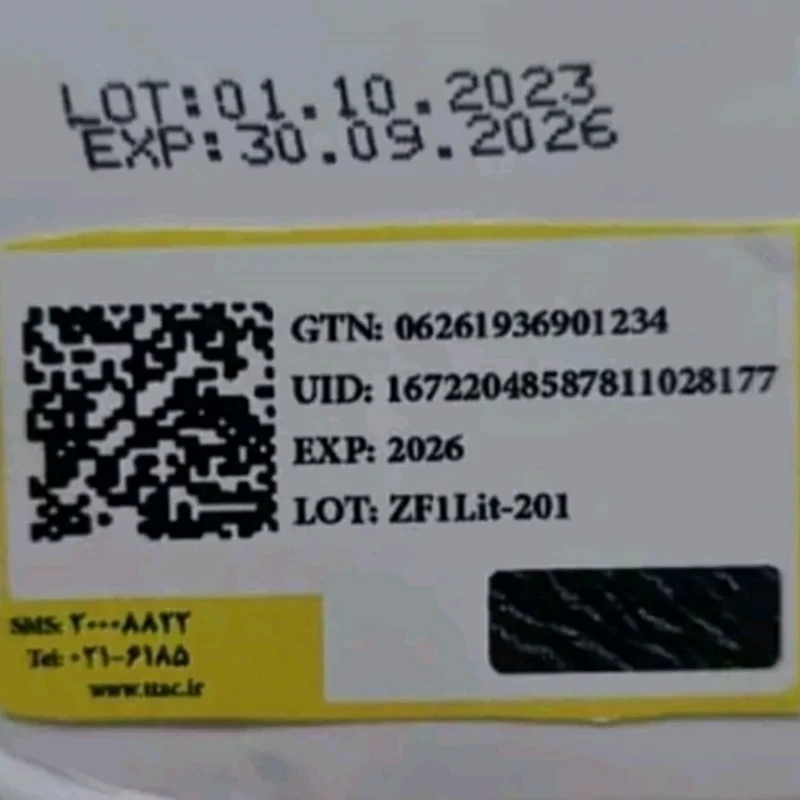 LOT:01.10.2023
EXP:30.09.2026
GTN: 06261936901234
UID: 16722048587811028177
EXP: 2026
LOT: ZF1Lit-201
SMS: ۲۰۰۰۸۸۲۲
Tel: ۰۲۱-۶۱۸۵
www.ttac.ir